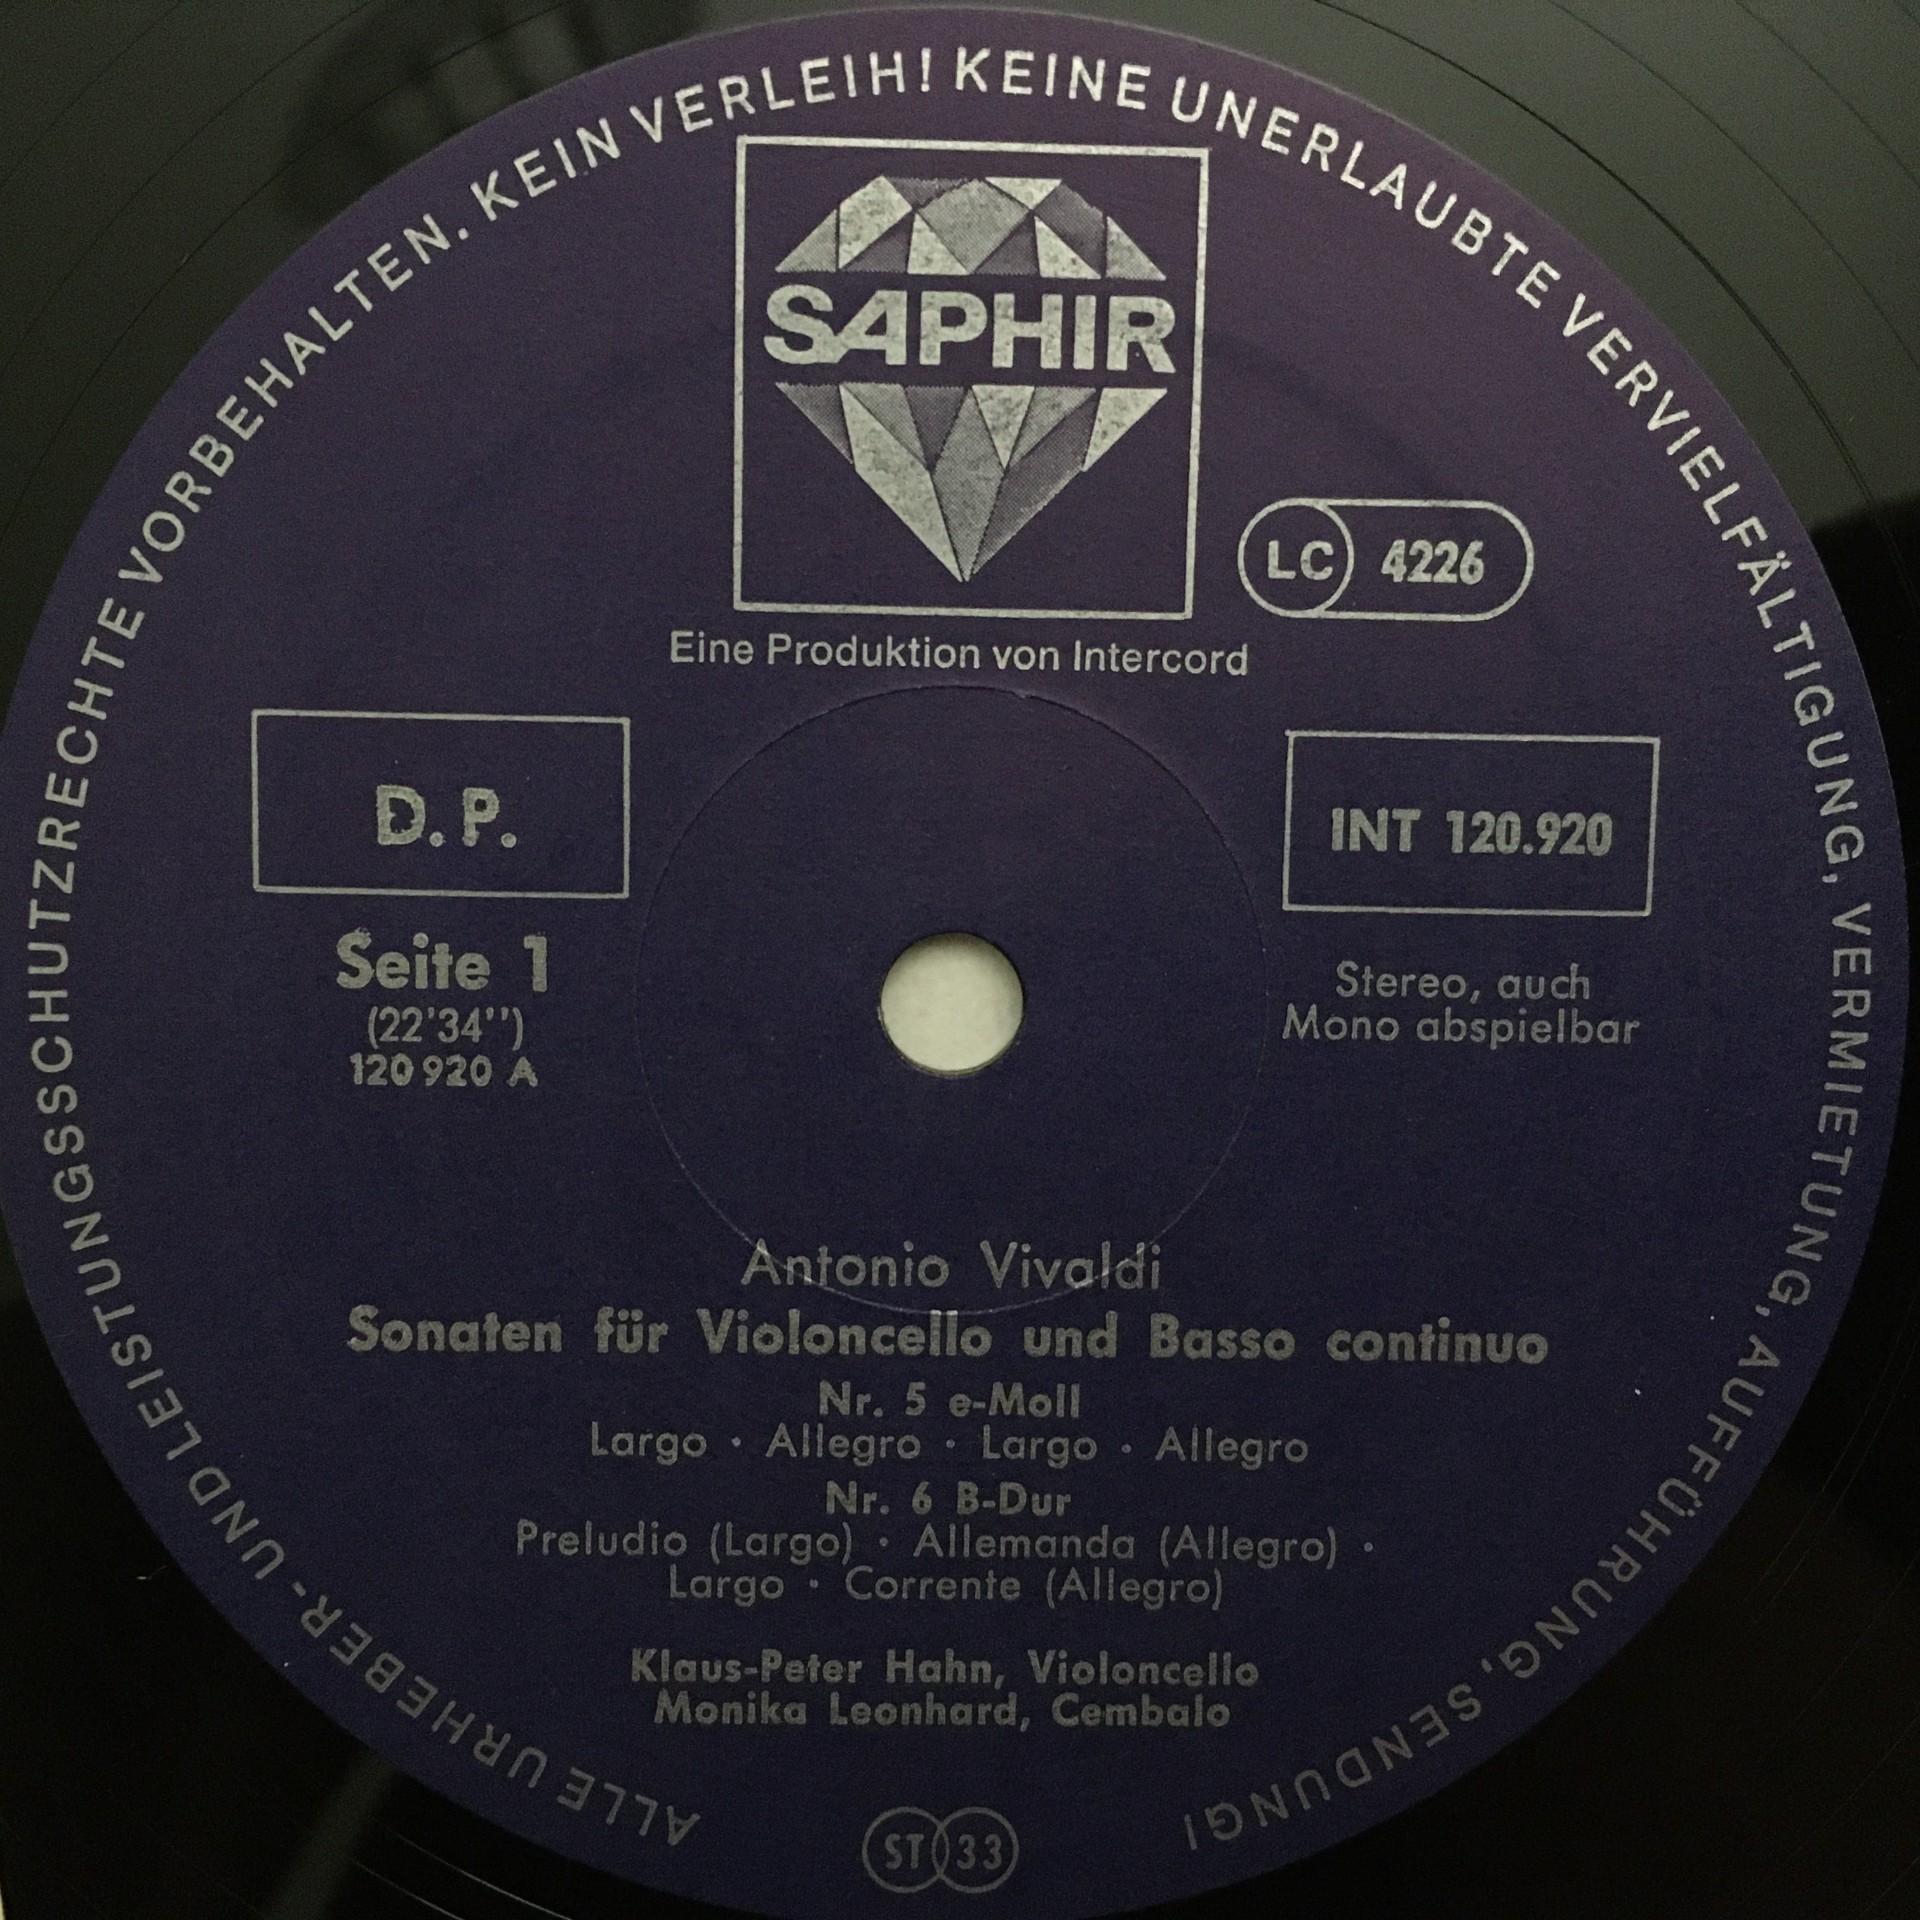 ALLE URHEBER- UND LEISTUNGSSCHUTZRECHTE VORBEHALTEN. KEIN VERLEIH! KEINE UNERLAUBTE VERVIELFÄLTIGUNG, VERMIETUNG, AUFFÜHRUNG, SENDUNG!
SAPHIR
LC 4226
Eine Produktion von Intercord
D. P.
INT 120.920
Seite 1
(22'34'')
120 920 A
Stereo, auch
Mono abspielbar
Antonio Vivaldi
Sonaten für Violoncello und Basso continuo
Nr. 5 e-Moll
Largo · Allegro · Largo · Allegro
Nr. 6 B-Dur
Preludio (Largo) · Allemanda (Allegro) ·
Largo · Corrente (Allegro)
Klaus-Peter Hahn, Violoncello
Monika Leonhard, Cembalo
ST 33